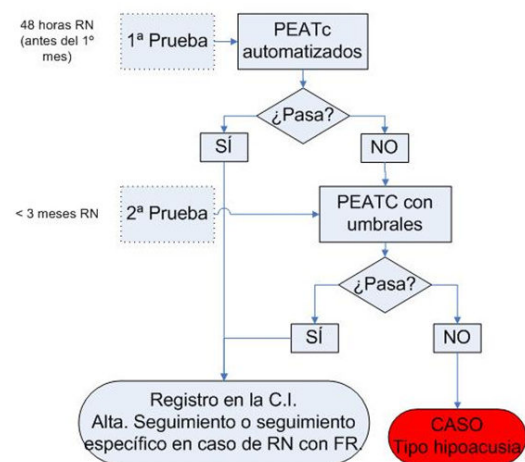 48 horas RN
(antes del 1º
mes)
1ª Prueba
PEATc
automatizados
¿Pasa?
SÍ
NO
< 3 meses RN
2ª Prueba
PEATC con
umbrales
¿Pasa?
SÍ
NO
Registro en la C.I.
Alta. Seguimiento o seguimiento
específico en caso de RN con FR.
CASO
Tipo hipoacusia